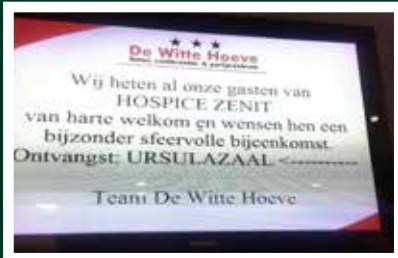 De Witte Hoeve
Wij heten al onze gasten van
HOSPICE ZENIT
van harte welkom en wensen hen een
bijzonder sfeervolle bijeenkomst.
Ontvangst: URSULAZAAL <----------
Team De Witte Hoeve